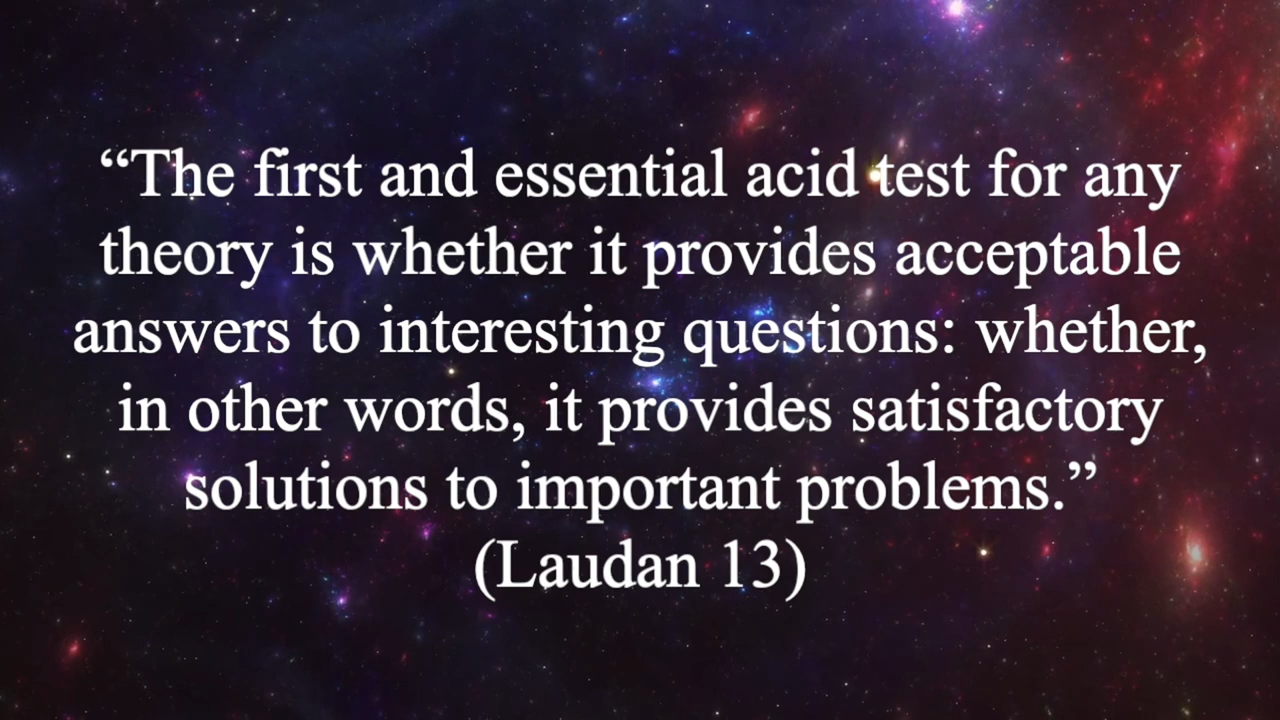 “The first and essential acid test for any
theory is whether it provides acceptable
answers to interesting questions: whether,
in other words, it provides satisfactory
solutions to important problems.”
(Laudan 13)